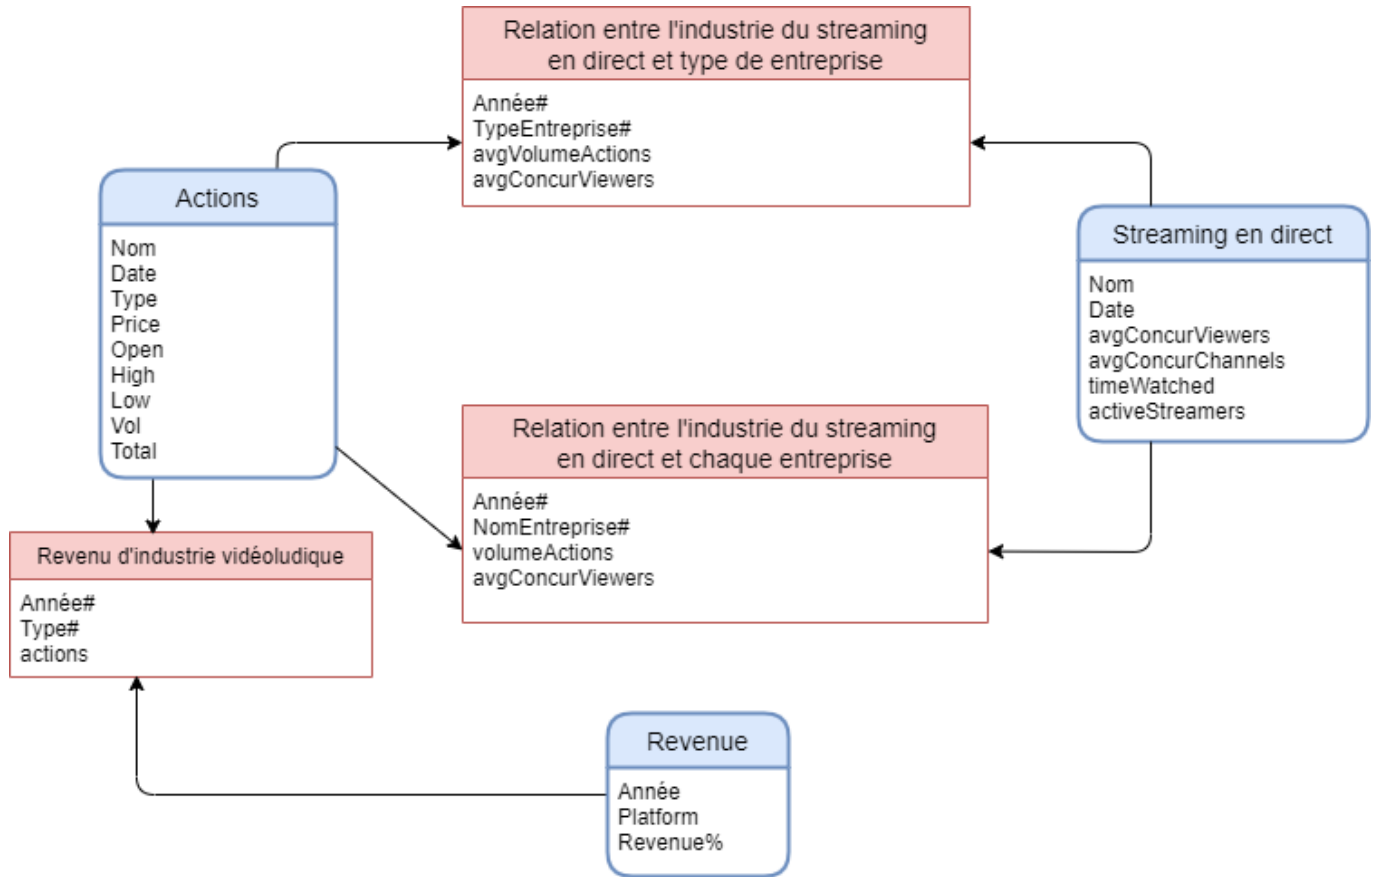 Relation entre l'industrie du streaming
en direct et type de entreprise
Année#
TypeEntreprise#
avgVolumeActions
avgConcurViewers
Actions
Nom
Date
Type
Price
Open
High
Low
Vol
Total
Streaming en direct
Nom
Date
avgConcurViewers
avgConcurChannels
timeWatched
activeStreamers
Relation entre l'industrie du streaming
en direct et chaque entreprise
Année#
NomEntreprise#
volumeActions
avgConcurViewers
Revenu d'industrie vidéoludique
Année#
Type#
actions
Revenue
Année
Platform
Revenue%